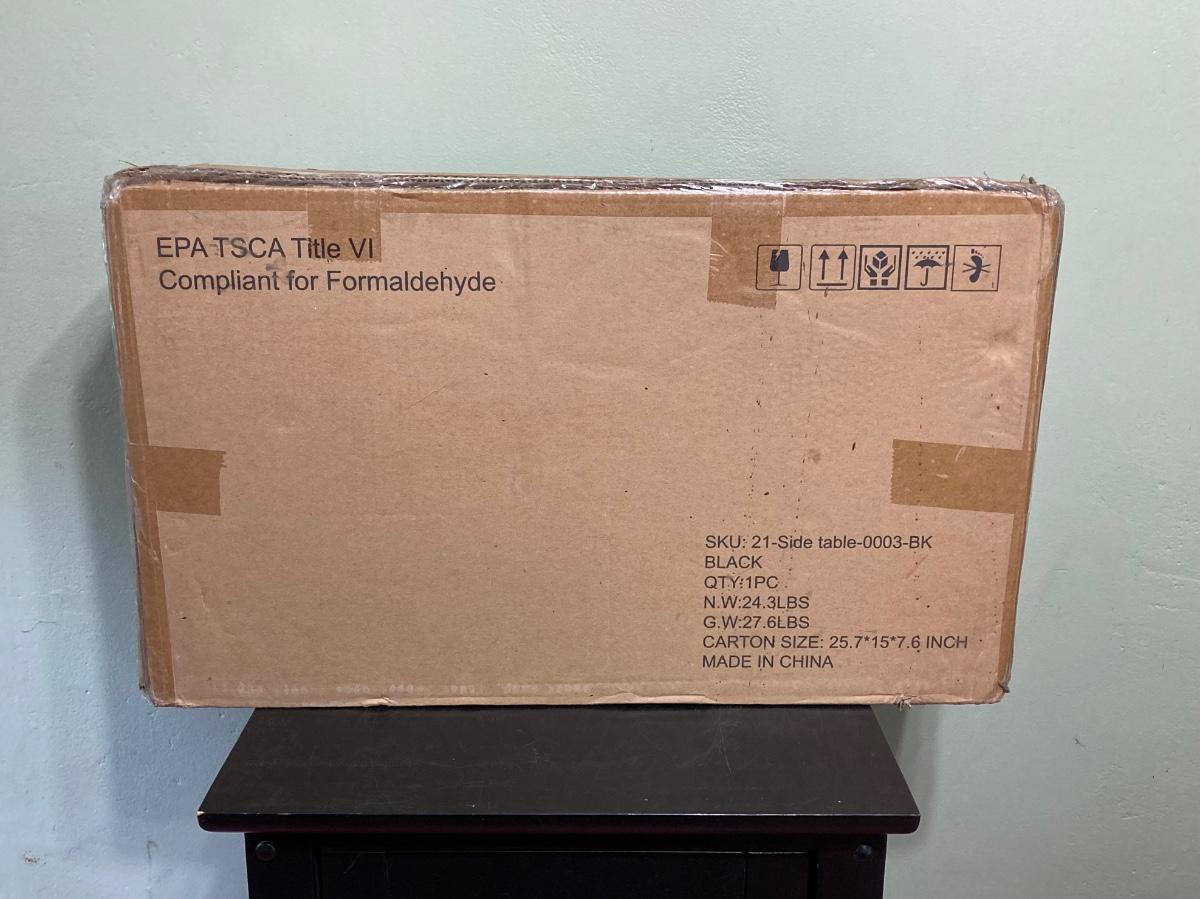 EPA TSCA Title VI
Compliant for Formaldehyde
SKU: 21-Side table-0003-BK
BLACK
QTY:1PC
N.W:24.3LBS
G.W:27.6LBS
CARTON SIZE: 25.7*15*7.6 INCH
MADE IN CHINA